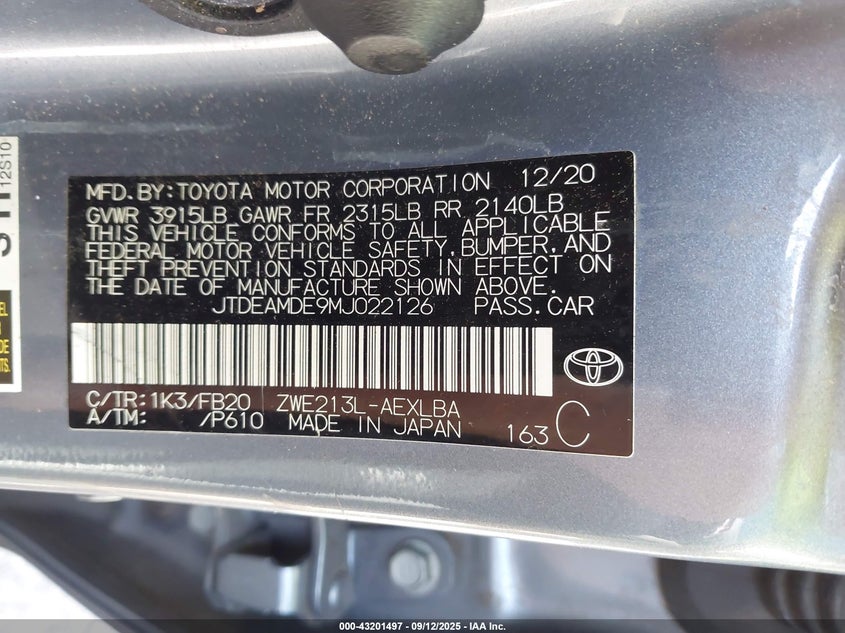 MFD. BY: TOYOTA MOTOR CORPORATION 12/20
GVWR 3915LB GAWR FR 2315LB RR 2140LB
THIS VEHICLE CONFORMS TO ALL APPLICABLE
FEDERAL MOTOR VEHICLE SAFETY, BUMPER, AND
THEFT PREVENTION STANDARDS IN EFFECT ON
THE DATE OF MANUFACTURE SHOWN ABOVE.
JTDEAMDE9MJ022126 PASS. CAR
C/TR: 1K3/FB20 ZWE213L-AEXLBA
A/TM: /P610 MADE IN JAPAN 163 C
12S10
000-43201497 - 09/12/2025 - IAA Inc.